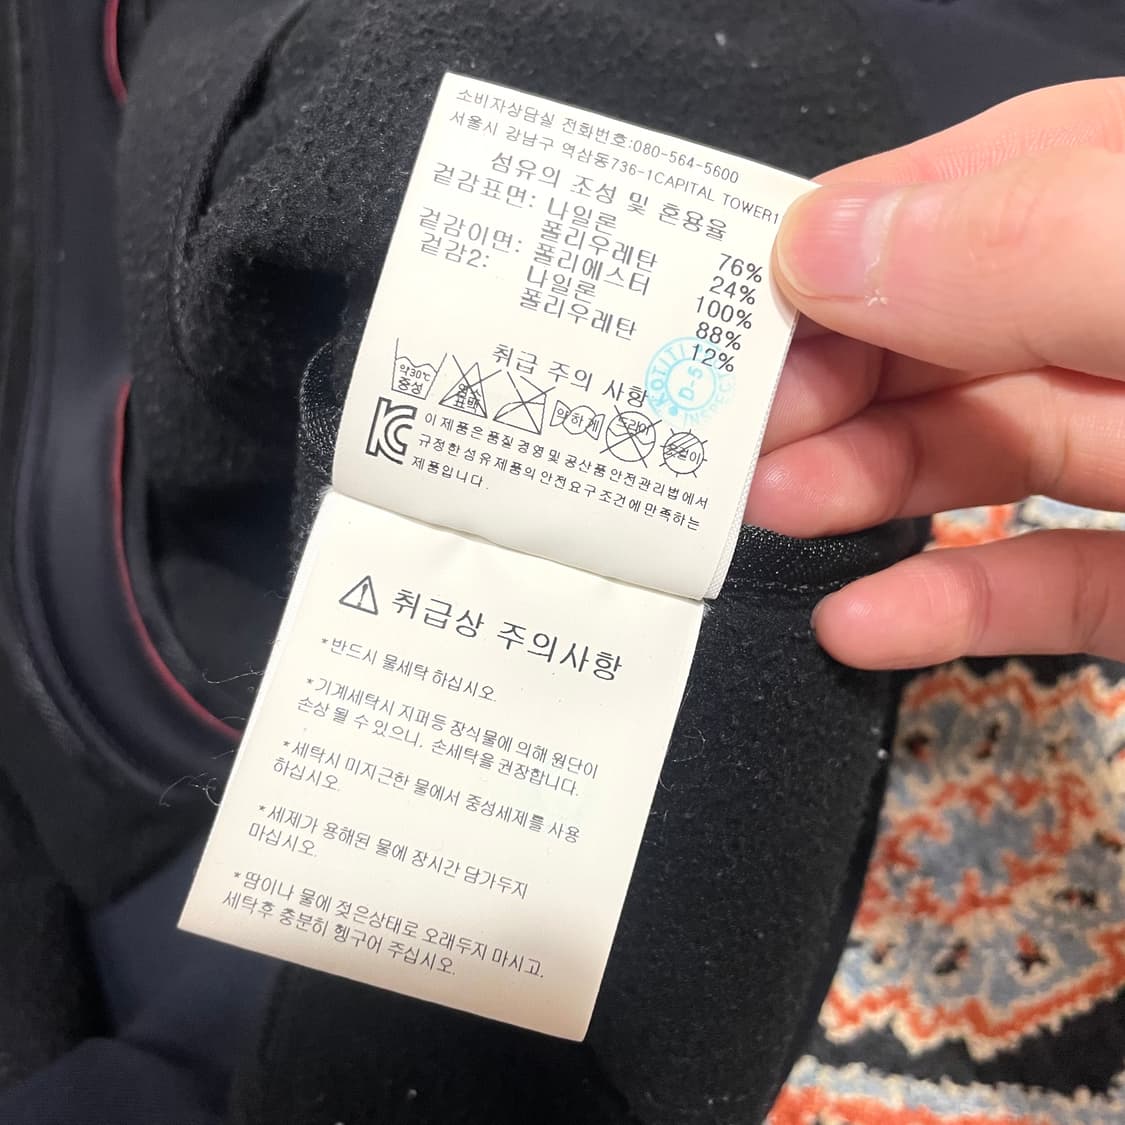 소비자상담실 전화번호:080-564-5600
서울시 강남구 역삼동736-1CAPITAL TOWER1
섬유의 조성 및 혼용율
겉감표면: 나일론 76%
폴리우레탄 24%
겉감이면: 폴리에스터 100%
겉감2: 나일론 88%
폴리우레탄 12%
취급 주의 사항
약30℃ 중성 염소 표백 약하게 드라이
이 제품은 품질 경영 및 공산품 안전관리법에서
규정한 섬유 제품의 안전요구 조건에 만족하는
제품입니다.
KOTITI D-5 INSPEC
취급상 주의사항
*반드시 물세탁 하십시오.
*기계세탁시 지퍼등 장식물에 의해 원단이
손상 될 수 있으니, 손세탁을 권장합니다.
*세탁시 미지근한 물에서 중성세제를 사용
하십시오.
*세제가 용해된 물에 장시간 담가두지
마십시오.
*땀이나 물에 젖은상태로 오래두지 마시고,
세탁후 충분히 헹구어 주십시오.